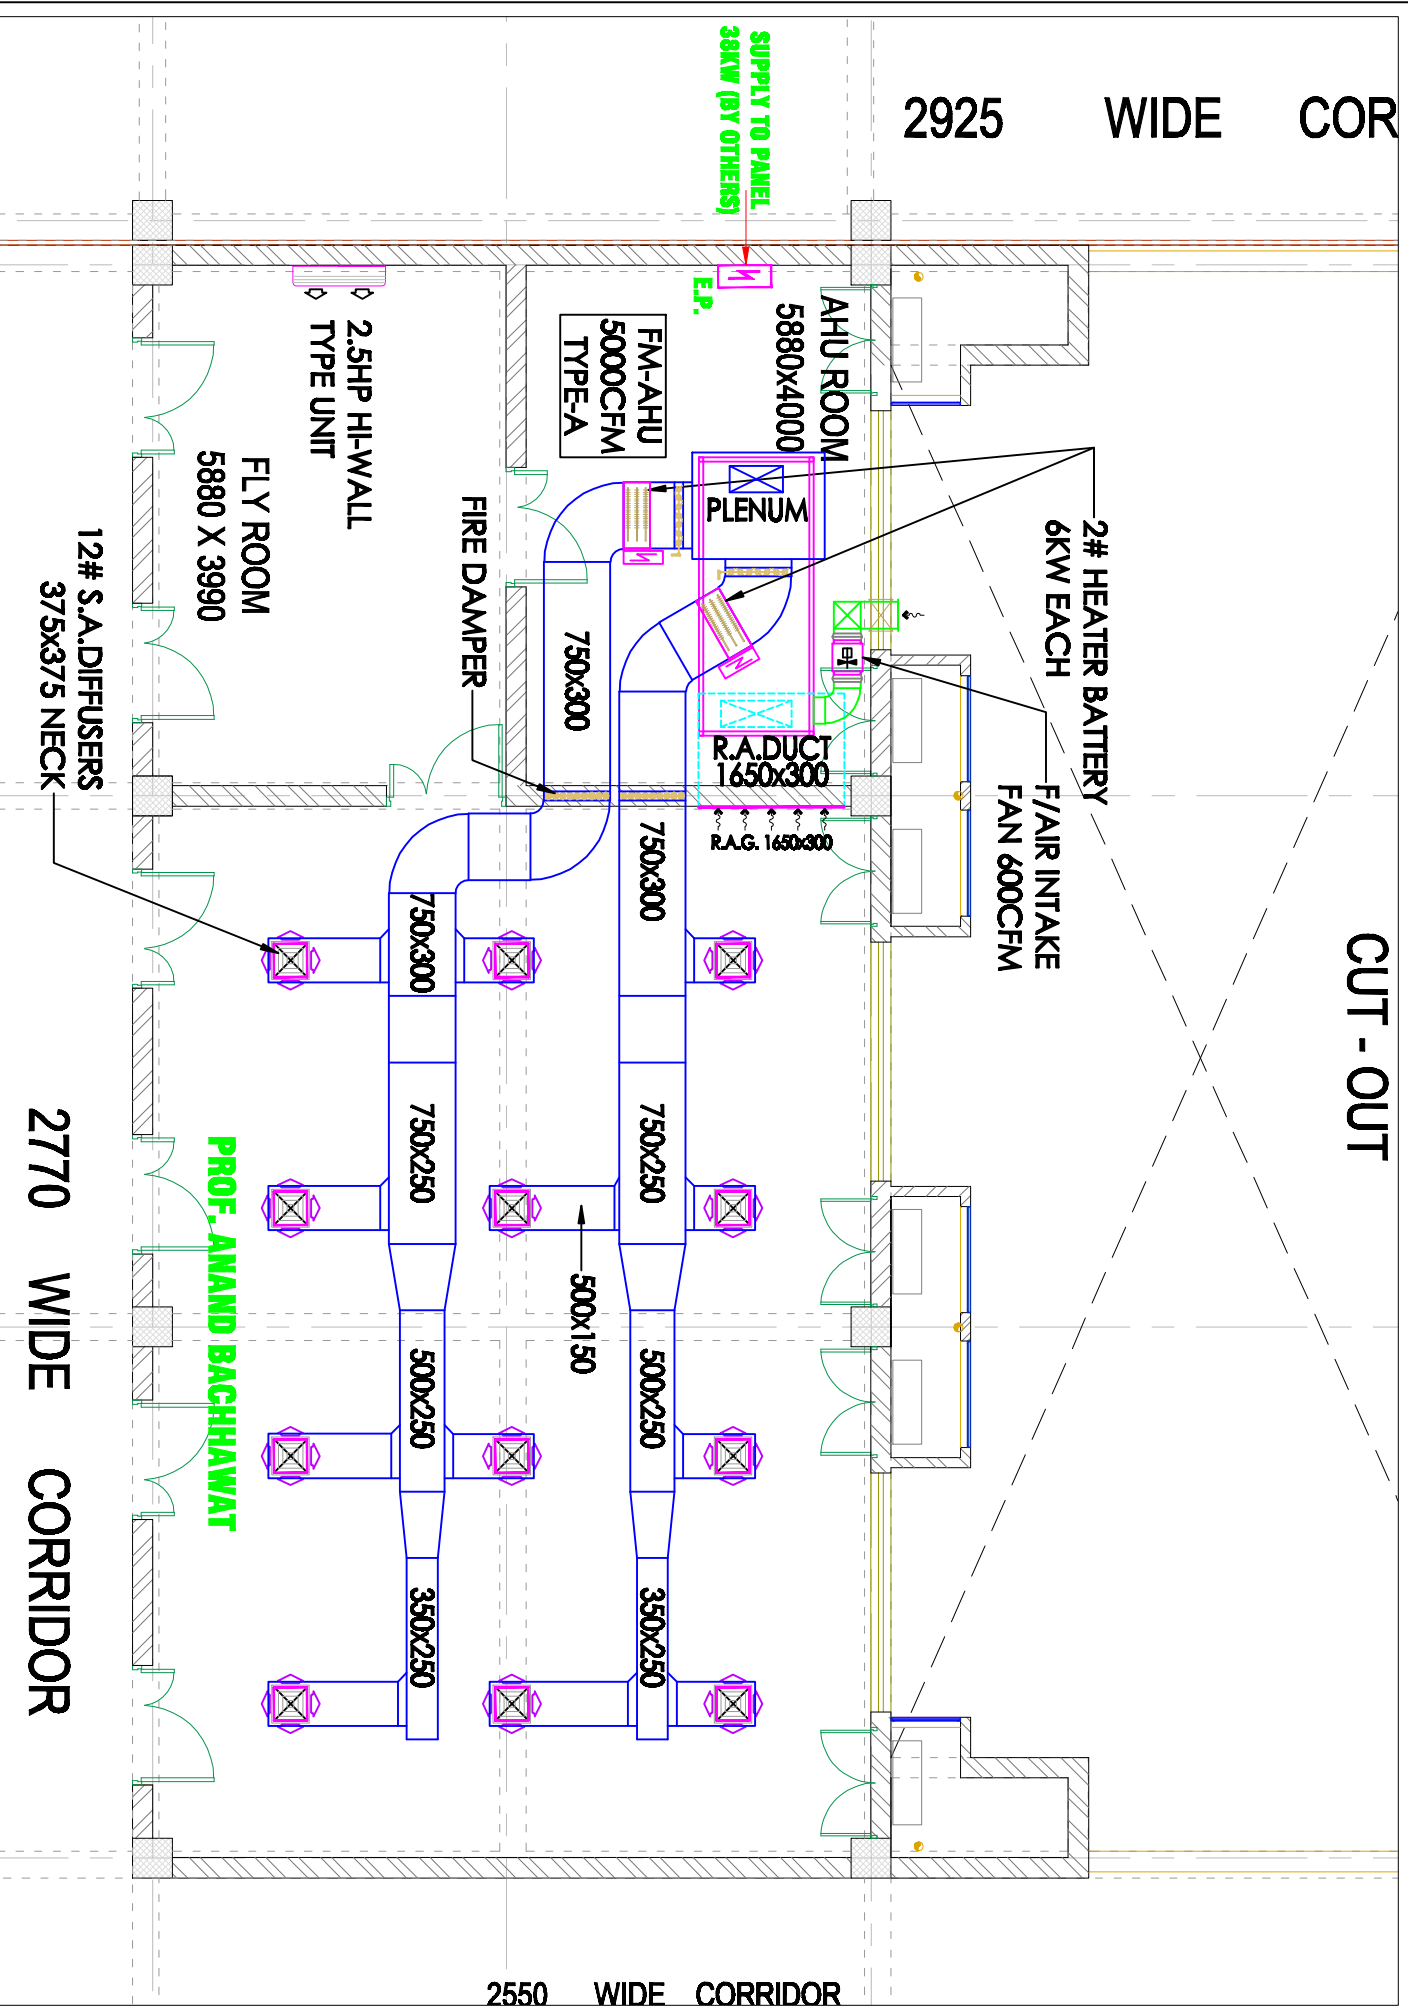 2925 WIDE COR
SUPPLY TO PANEL
38KW (BY OTHERS)
E.P.
AHU ROOM
5880x4000
FM-AHU
5000CFM
TYPE-A
2.5HP HI-WALL
TYPE UNIT
FLY ROOM
5880 X 3990
PLENUM
2# HEATER BATTERY
6KW EACH
FIRE DAMPER
12# S.A.DIFFUSERS
375x375 NECK
750x300
R.A.DUCT
1650x300
R.A.G. 1650x300
F/AIR INTAKE
FAN 600CFM
CUT - OUT
750x300
750x300
750x250
750x250
500x150
500x250
500x250
350x250
350x250
PROF. ANAND BACHHAWAT
2770 WIDE CORRIDOR
2550 WIDE CORRIDOR